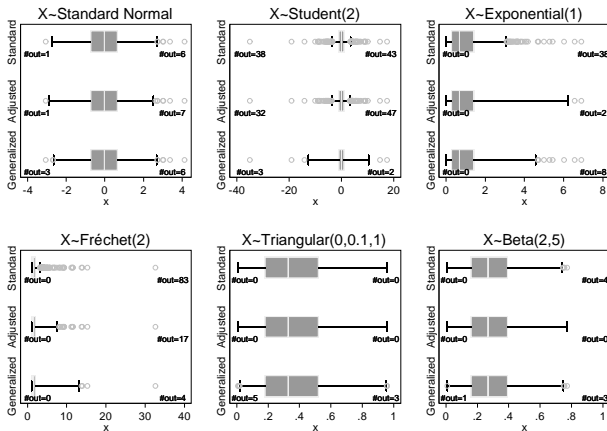 X~Standard Normal
Standard
#out=1 #out=6
Adjusted
#out=1 #out=7
Generalized
#out=3 #out=6
-4 -2 0 2 4
x
X~Student(2)
Standard
#out=38 #out=43
Adjusted
#out=32 #out=47
Generalized
#out=3 #out=2
-40 -20 0 20
x
X~Exponential(1)
Standard
#out=0 #out=38
Adjusted
#out=0 #out=2
Generalized
#out=0 #out=8
0 2 4 6 8
x
X~Fréchet(2)
Standard
#out=0 #out=83
Adjusted
#out=0 #out=17
Generalized
#out=0 #out=4
0 10 20 30 40
x
X~Triangular(0,0.1,1)
Standard
#out=0 #out=0
Adjusted
#out=0 #out=0
Generalized
#out=5 #out=3
0 .2 .4 .6 .8 1
x
X~Beta(2,5)
Standard
#out=0 #out=4
Adjusted
#out=0 #out=0
Generalized
#out=1 #out=3
0 .2 .4 .6 .8 1
x